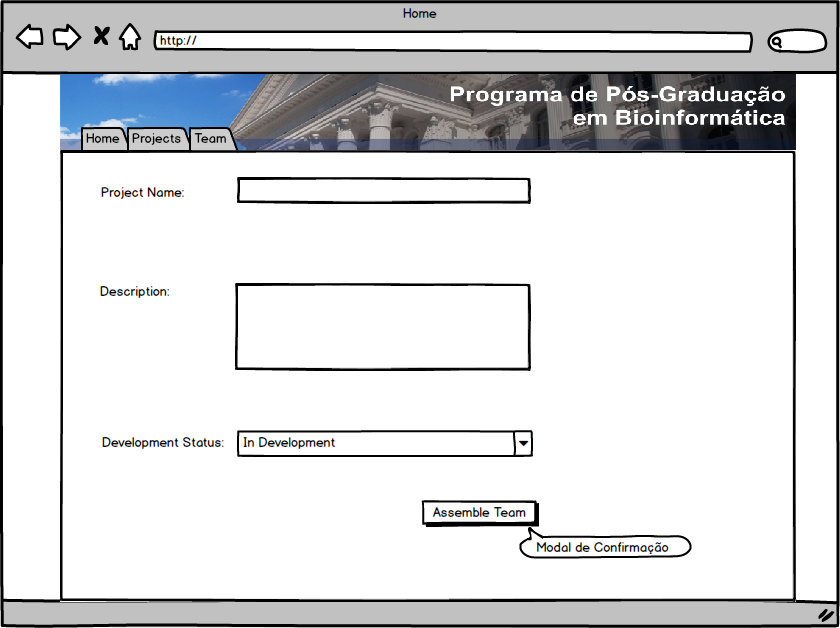 Home
http://
Programa de Pós-Graduação
em Bioinformática
Home
Projects
Team
Project Name:
Description:
Development Status:
In Development
Assemble Team
Modal de Confirmação